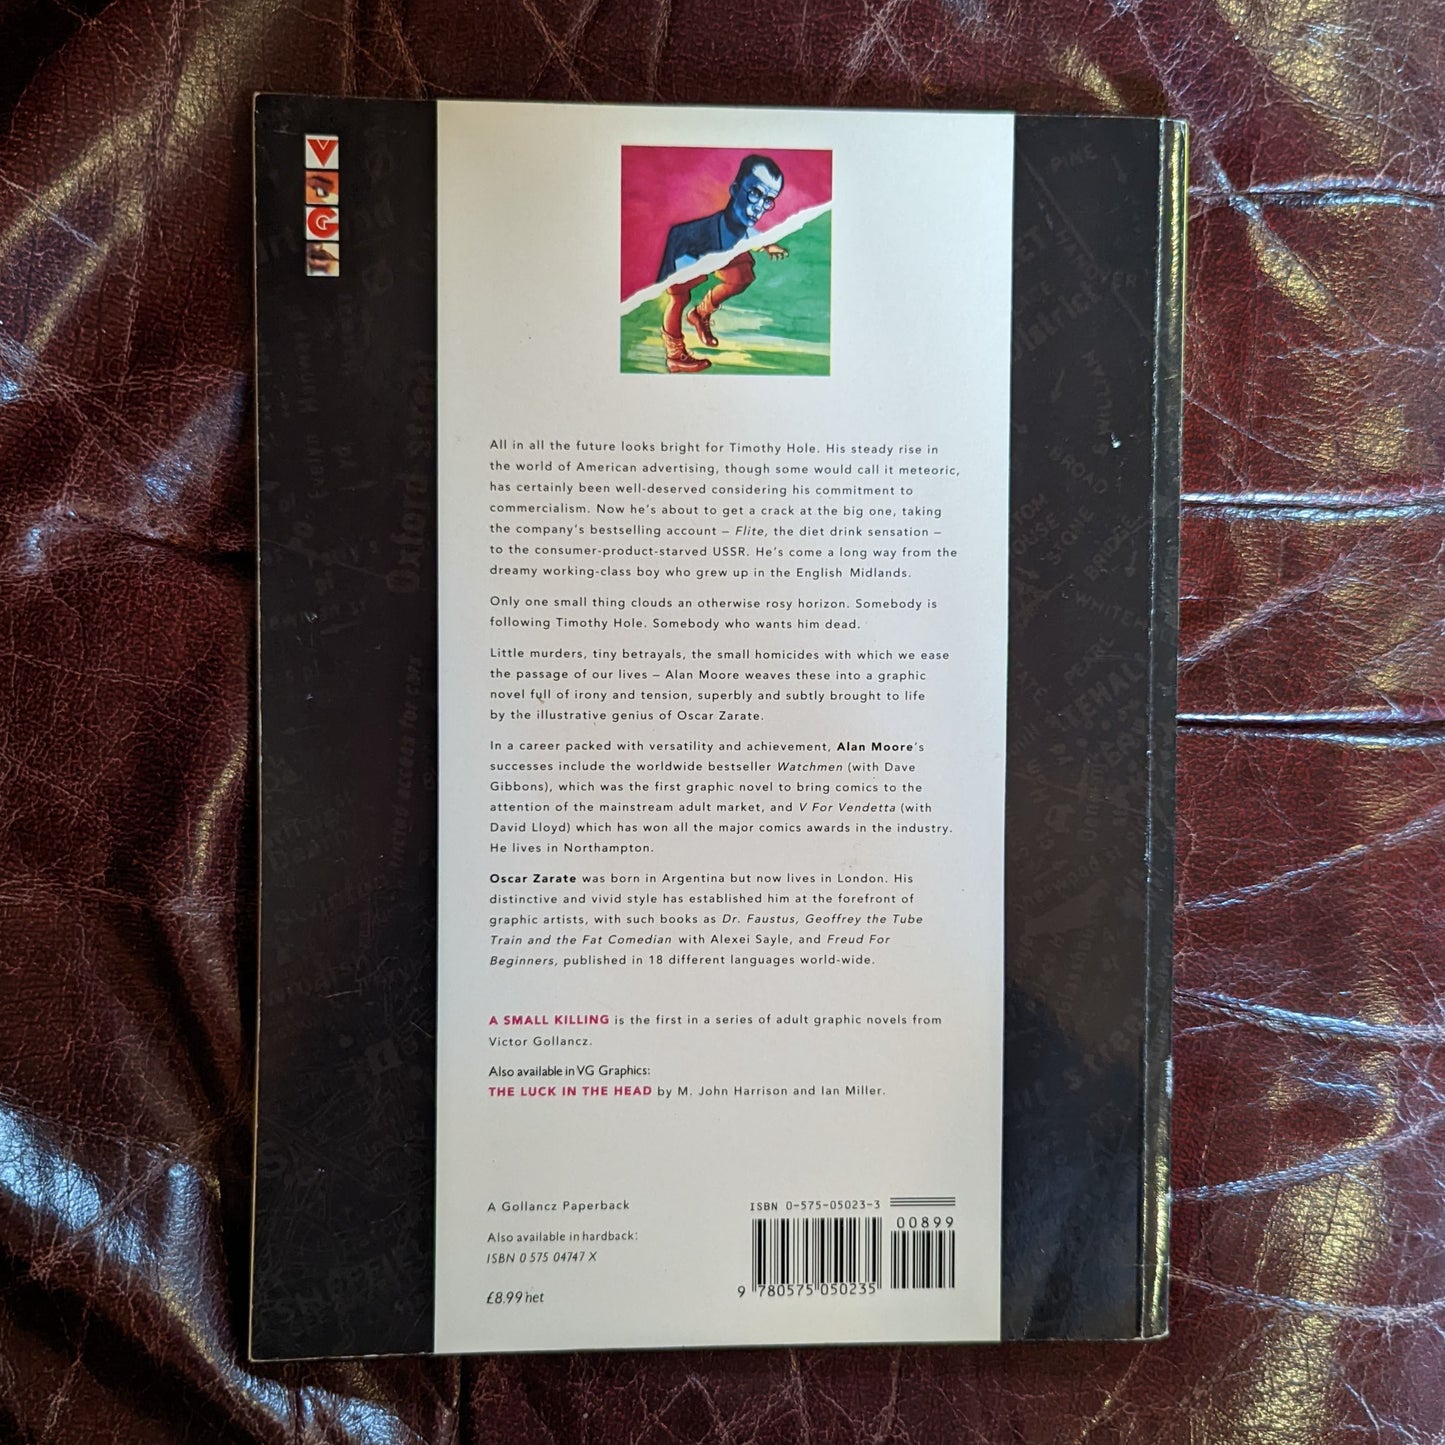 V
G
All in all the future looks bright for Timothy Hole. His steady rise in
the world of American advertising, though some would call it meteoric,
has certainly been well-deserved considering his commitment to
commercialism. Now he's about to get a crack at the big one, taking
the company's bestselling account – Flite, the diet drink sensation –
to the consumer-product-starved USSR. He's come a long way from the
dreamy working-class boy who grew up in the English Midlands.
Only one small thing clouds an otherwise rosy horizon. Somebody is
following Timothy Hole. Somebody who wants him dead.
Little murders, tiny betrayals, the small homicides with which we ease
the passage of our lives – Alan Moore weaves these into a graphic
novel full of irony and tension, superbly and subtly brought to life
by the illustrative genius of Oscar Zarate.
In a career packed with versatility and achievement, Alan Moore's
successes include the worldwide bestseller Watchmen (with Dave
Gibbons), which was the first graphic novel to bring comics to the
attention of the mainstream adult market, and V For Vendetta (with
David Lloyd) which has won all the major comics awards in the industry.
He lives in Northampton.
Oscar Zarate was born in Argentina but now lives in London. His
distinctive and vivid style has established him at the forefront of
graphic artists, with such books as Dr. Faustus, Geoffrey the Tube
Train and the Fat Comedian with Alexei Sayle, and Freud For
Beginners, published in 18 different languages world-wide.
A SMALL KILLING is the first in a series of adult graphic novels from
Victor Gollancz.
Also available in VG Graphics:
THE LUCK IN THE HEAD by M. John Harrison and Ian Miller.
A Gollancz Paperback
Also available in hardback:
ISBN 0 575 04747 X
£8.99 net
ISBN 0-575-05023-3
00899
9 780575 050235
Oxford Street
PINE
HANOVER
District
& WILLIAM
BROAD
STONE
BRIDGE
WHITEH
PEARL